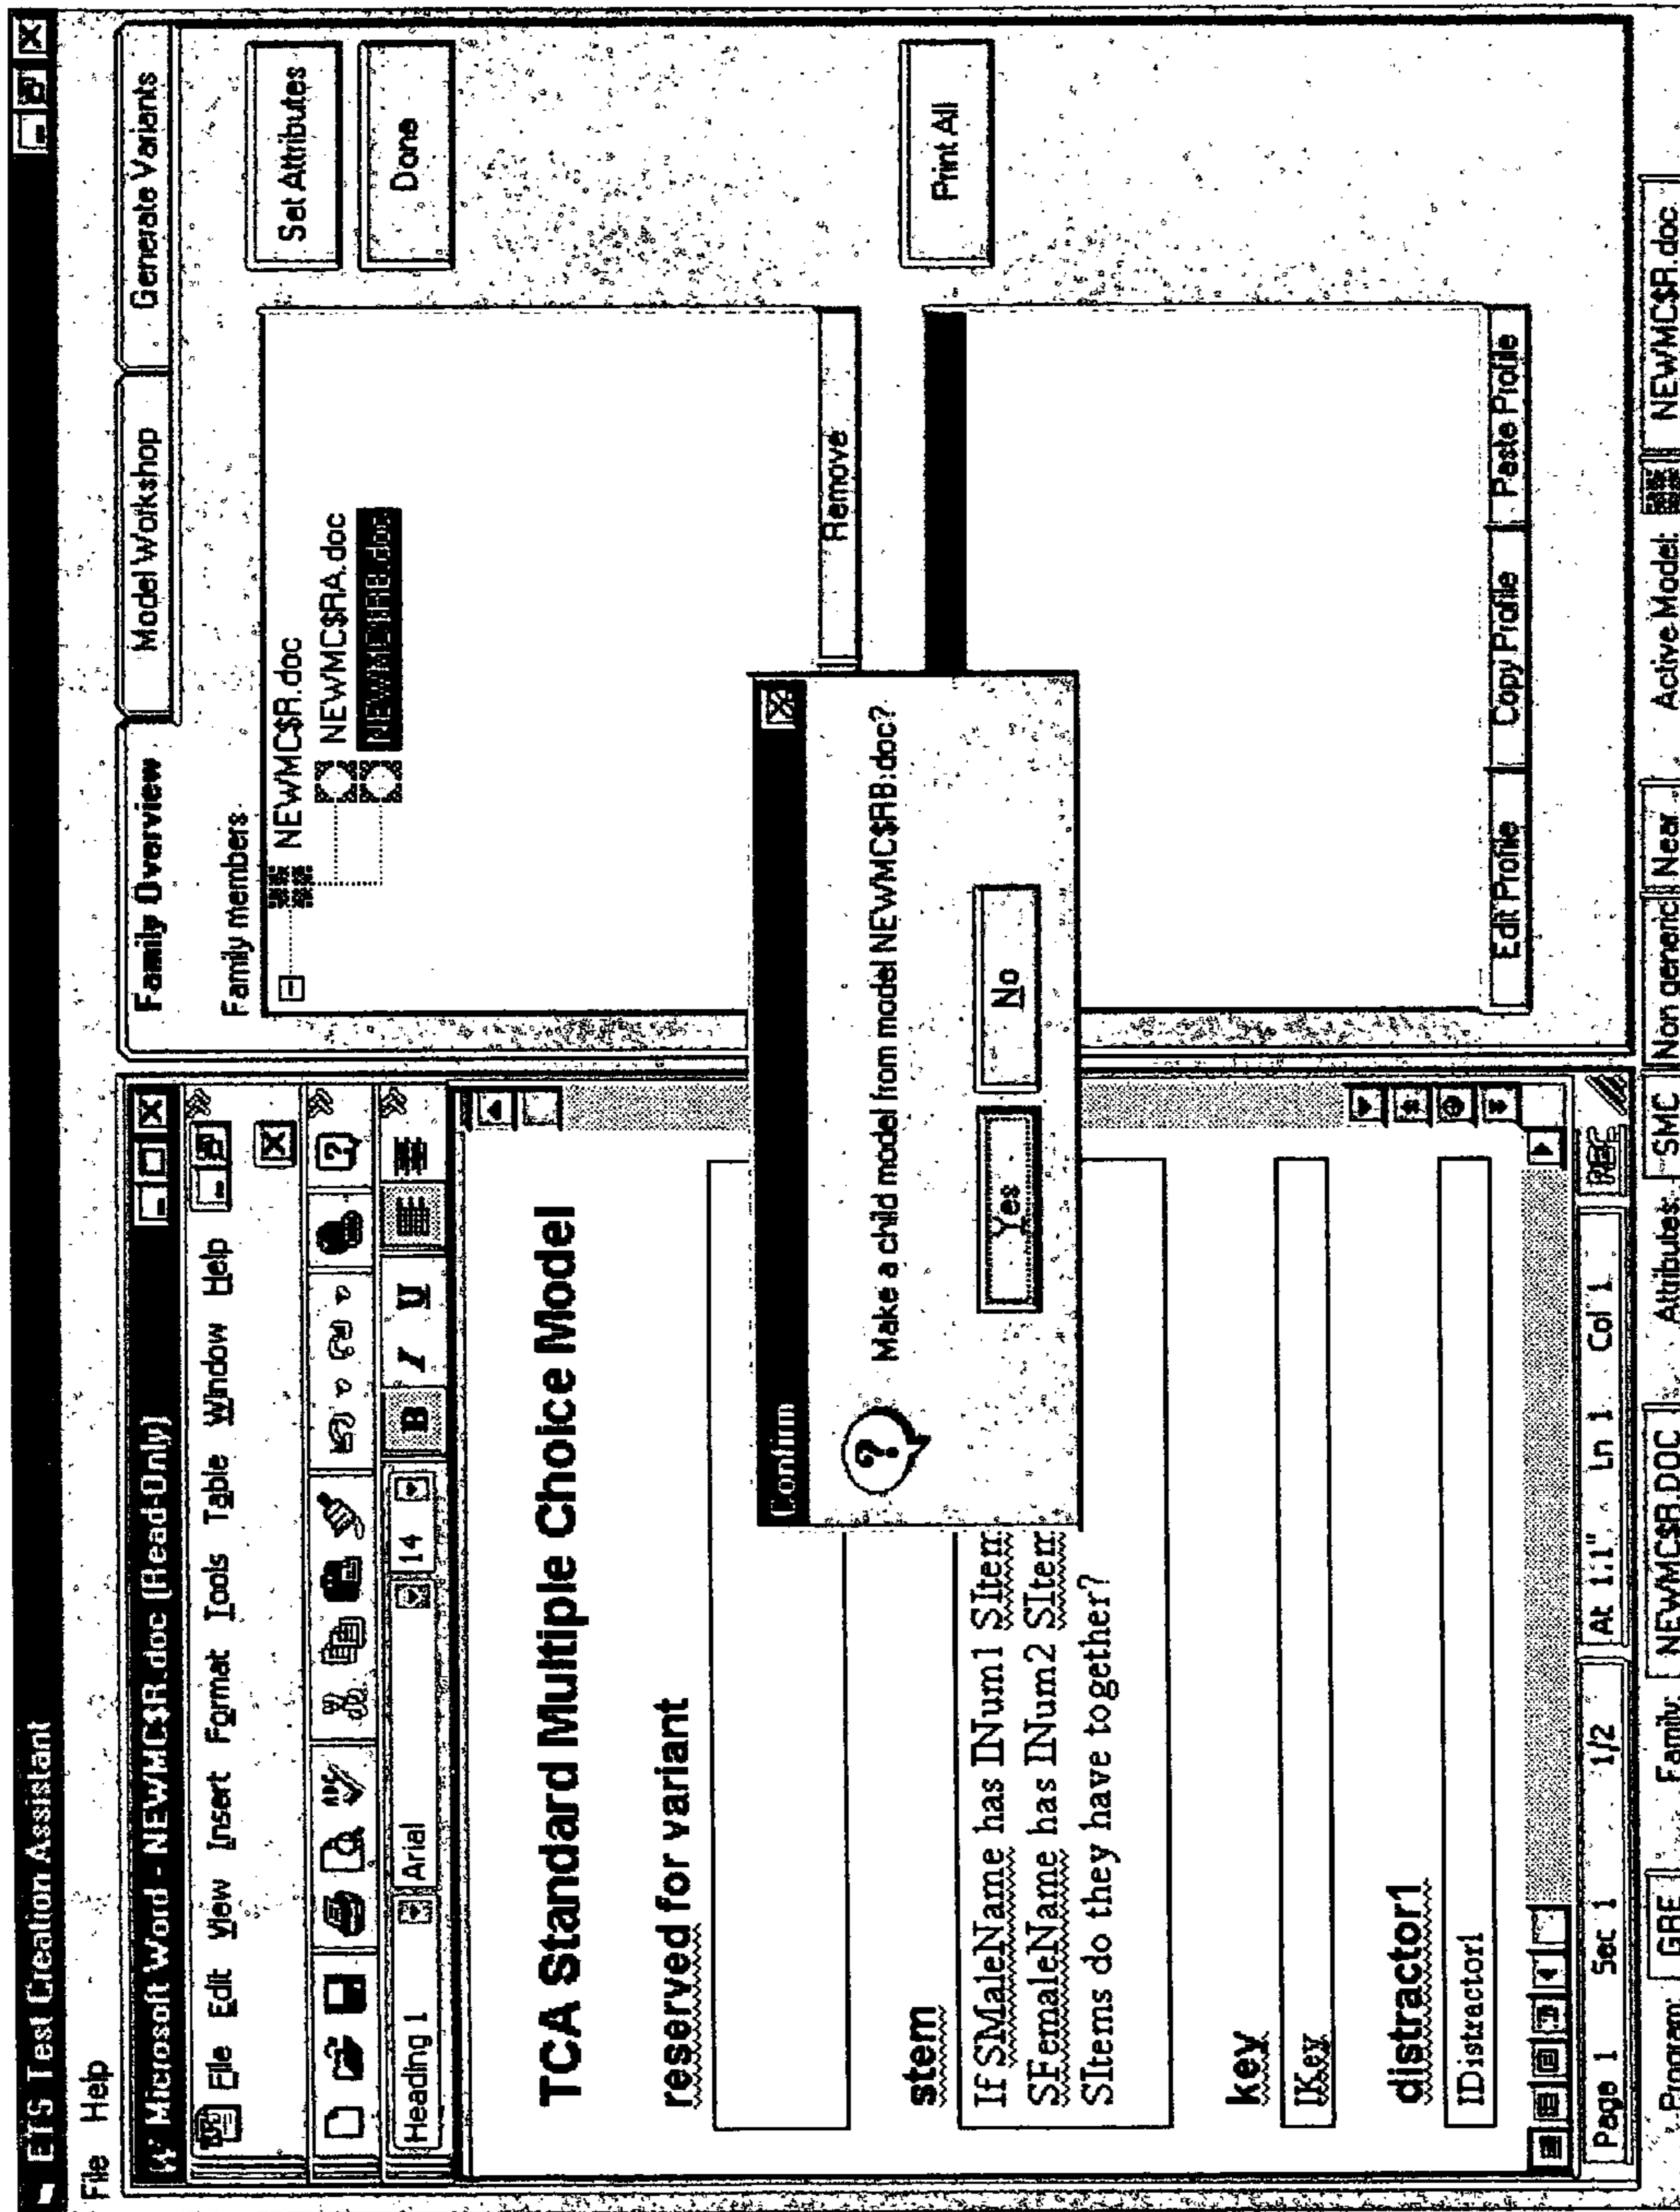 ETS Test Creation Assistant
File Help
Microsoft Word - NEWMC$R.doc (Read-Only)
File Edit View Insert Format Tools Table Window Help
Heading 1 Arial 14 B I U
TCA Standard Multiple Choice Model
reserved for variant
stem
If SMaleName has INum1 SItem
SFemaleName has INum2 SItem
SItems do they have together?
key
IKey
distractor1
IDistractor1
Page 1 Sec 1 1/2 At 1.1" Ln 1 Col 1 REC
Family Overview Model Workshop Generate Variants
Family members
NEWMC$R.doc
NEWMC$RA.doc
NEWMC$RB.doc
Remove
Set Attributes
Done
Print All
Edit Profile Copy Profile Paste Profile
Confirm
Make a child model from model NEWMC$RB.doc?
Yes No
Program: GRE Family: NEWMC$R.DOC Attributes: SMC Non generic Near Active Model: NEWMC$R.doc